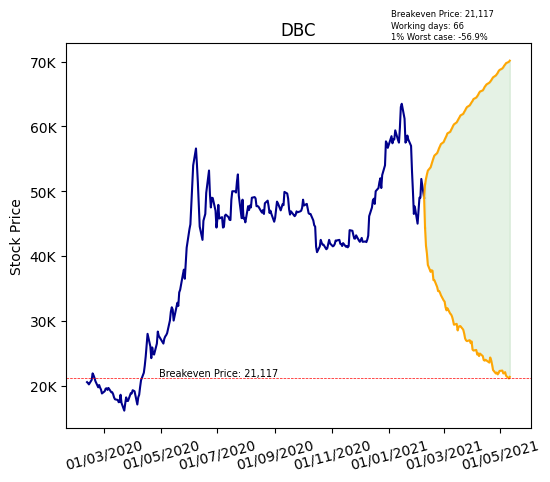 Breakeven Price: 21,117
Working days: 66
1% Worst case: -56.9%
DBC
Stock Price
70K
60K
50K
40K
30K
20K
Breakeven Price: 21,117
01/03/2020
01/05/2020
01/07/2020
01/09/2020
01/11/2020
01/01/2021
01/03/2021
01/05/2021